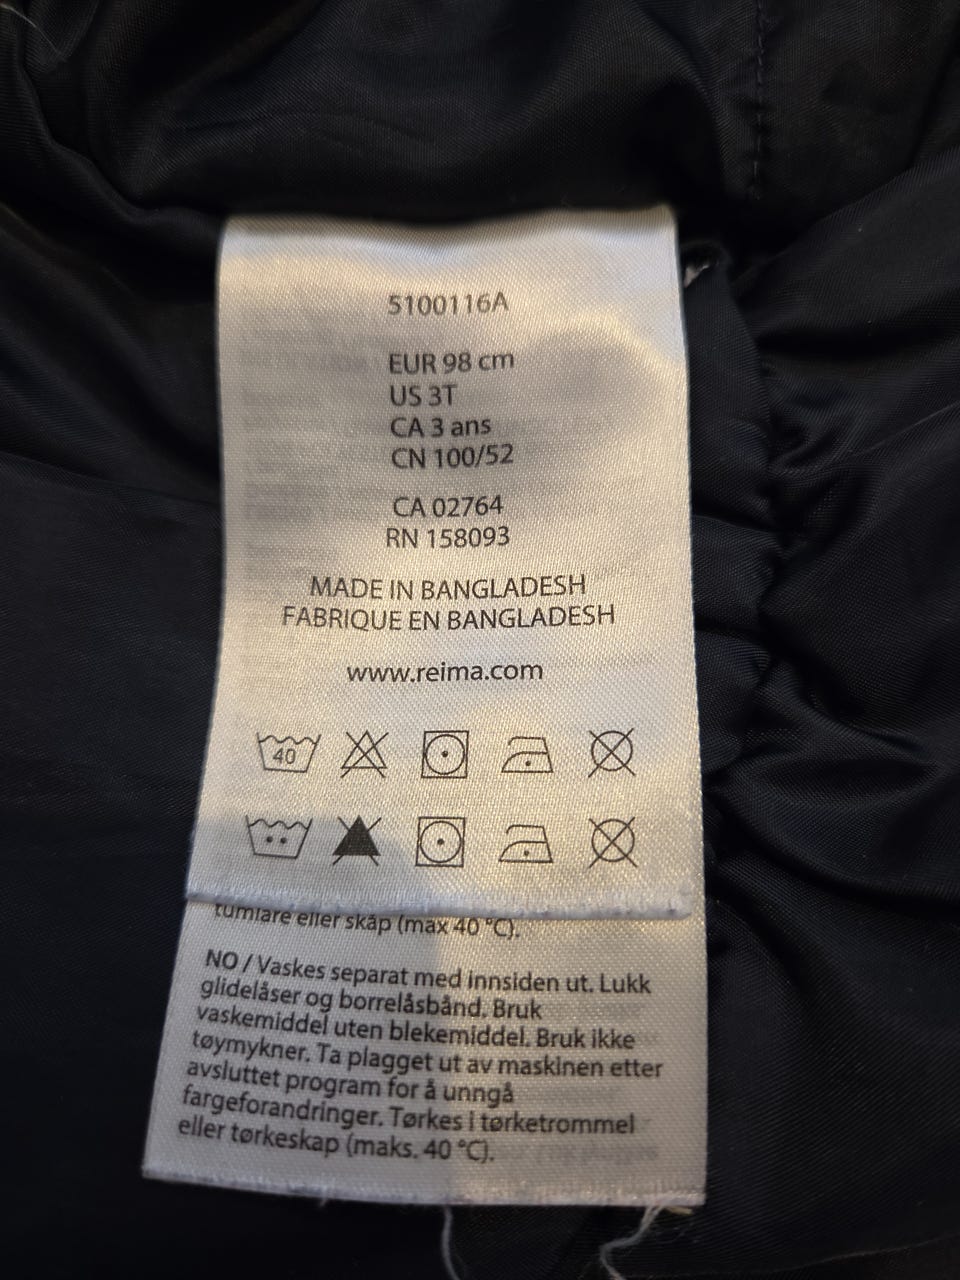 5100116A
EUR 98 cm
US 3T
CA 3 ans
CN 100/52
CA 02764
RN 158093
MADE IN BANGLADESH
FABRIQUE EN BANGLADESH
www.reima.com
40
tumlare eller skåp (max 40 °C).
NO / Vaskes separat med innsiden ut. Lukk
glidelåser og borrelåsbånd. Bruk
vaskemiddel uten blekemiddel. Bruk ikke
tøymykner. Ta plagget ut av maskinen etter
avsluttet program for å unngå
fargeforandringer. Tørkes i tørketrommel
eller tørkeskap (maks. 40 °C).